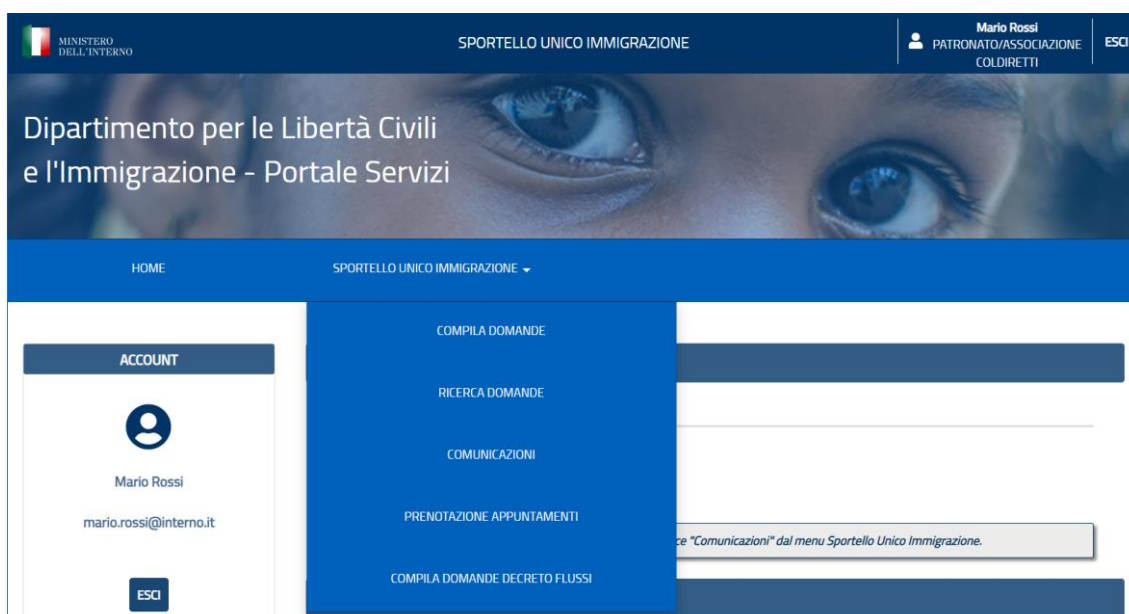 MINISTERO
DELL'INTERNO
SPORTELLO UNICO IMMIGRAZIONE
Mario Rossi
PATRONATO/ASSOCIAZIONE
COLDIRETTI
ESCI
Dipartimento per le Libertà Civili
e l'Immigrazione - Portale Servizi
HOME
SPORTELLO UNICO IMMIGRAZIONE
COMPILA DOMANDE
RICERCA DOMANDE
COMUNICAZIONI
PRENOTAZIONE APPUNTAMENTI
COMPILA DOMANDE DECRETO FLUSSI
ACCOUNT
Mario Rossi
mario.rossi@interno.it
ESCI
ce "Comunicazioni" dal menu Sportello Unico Immigrazione.